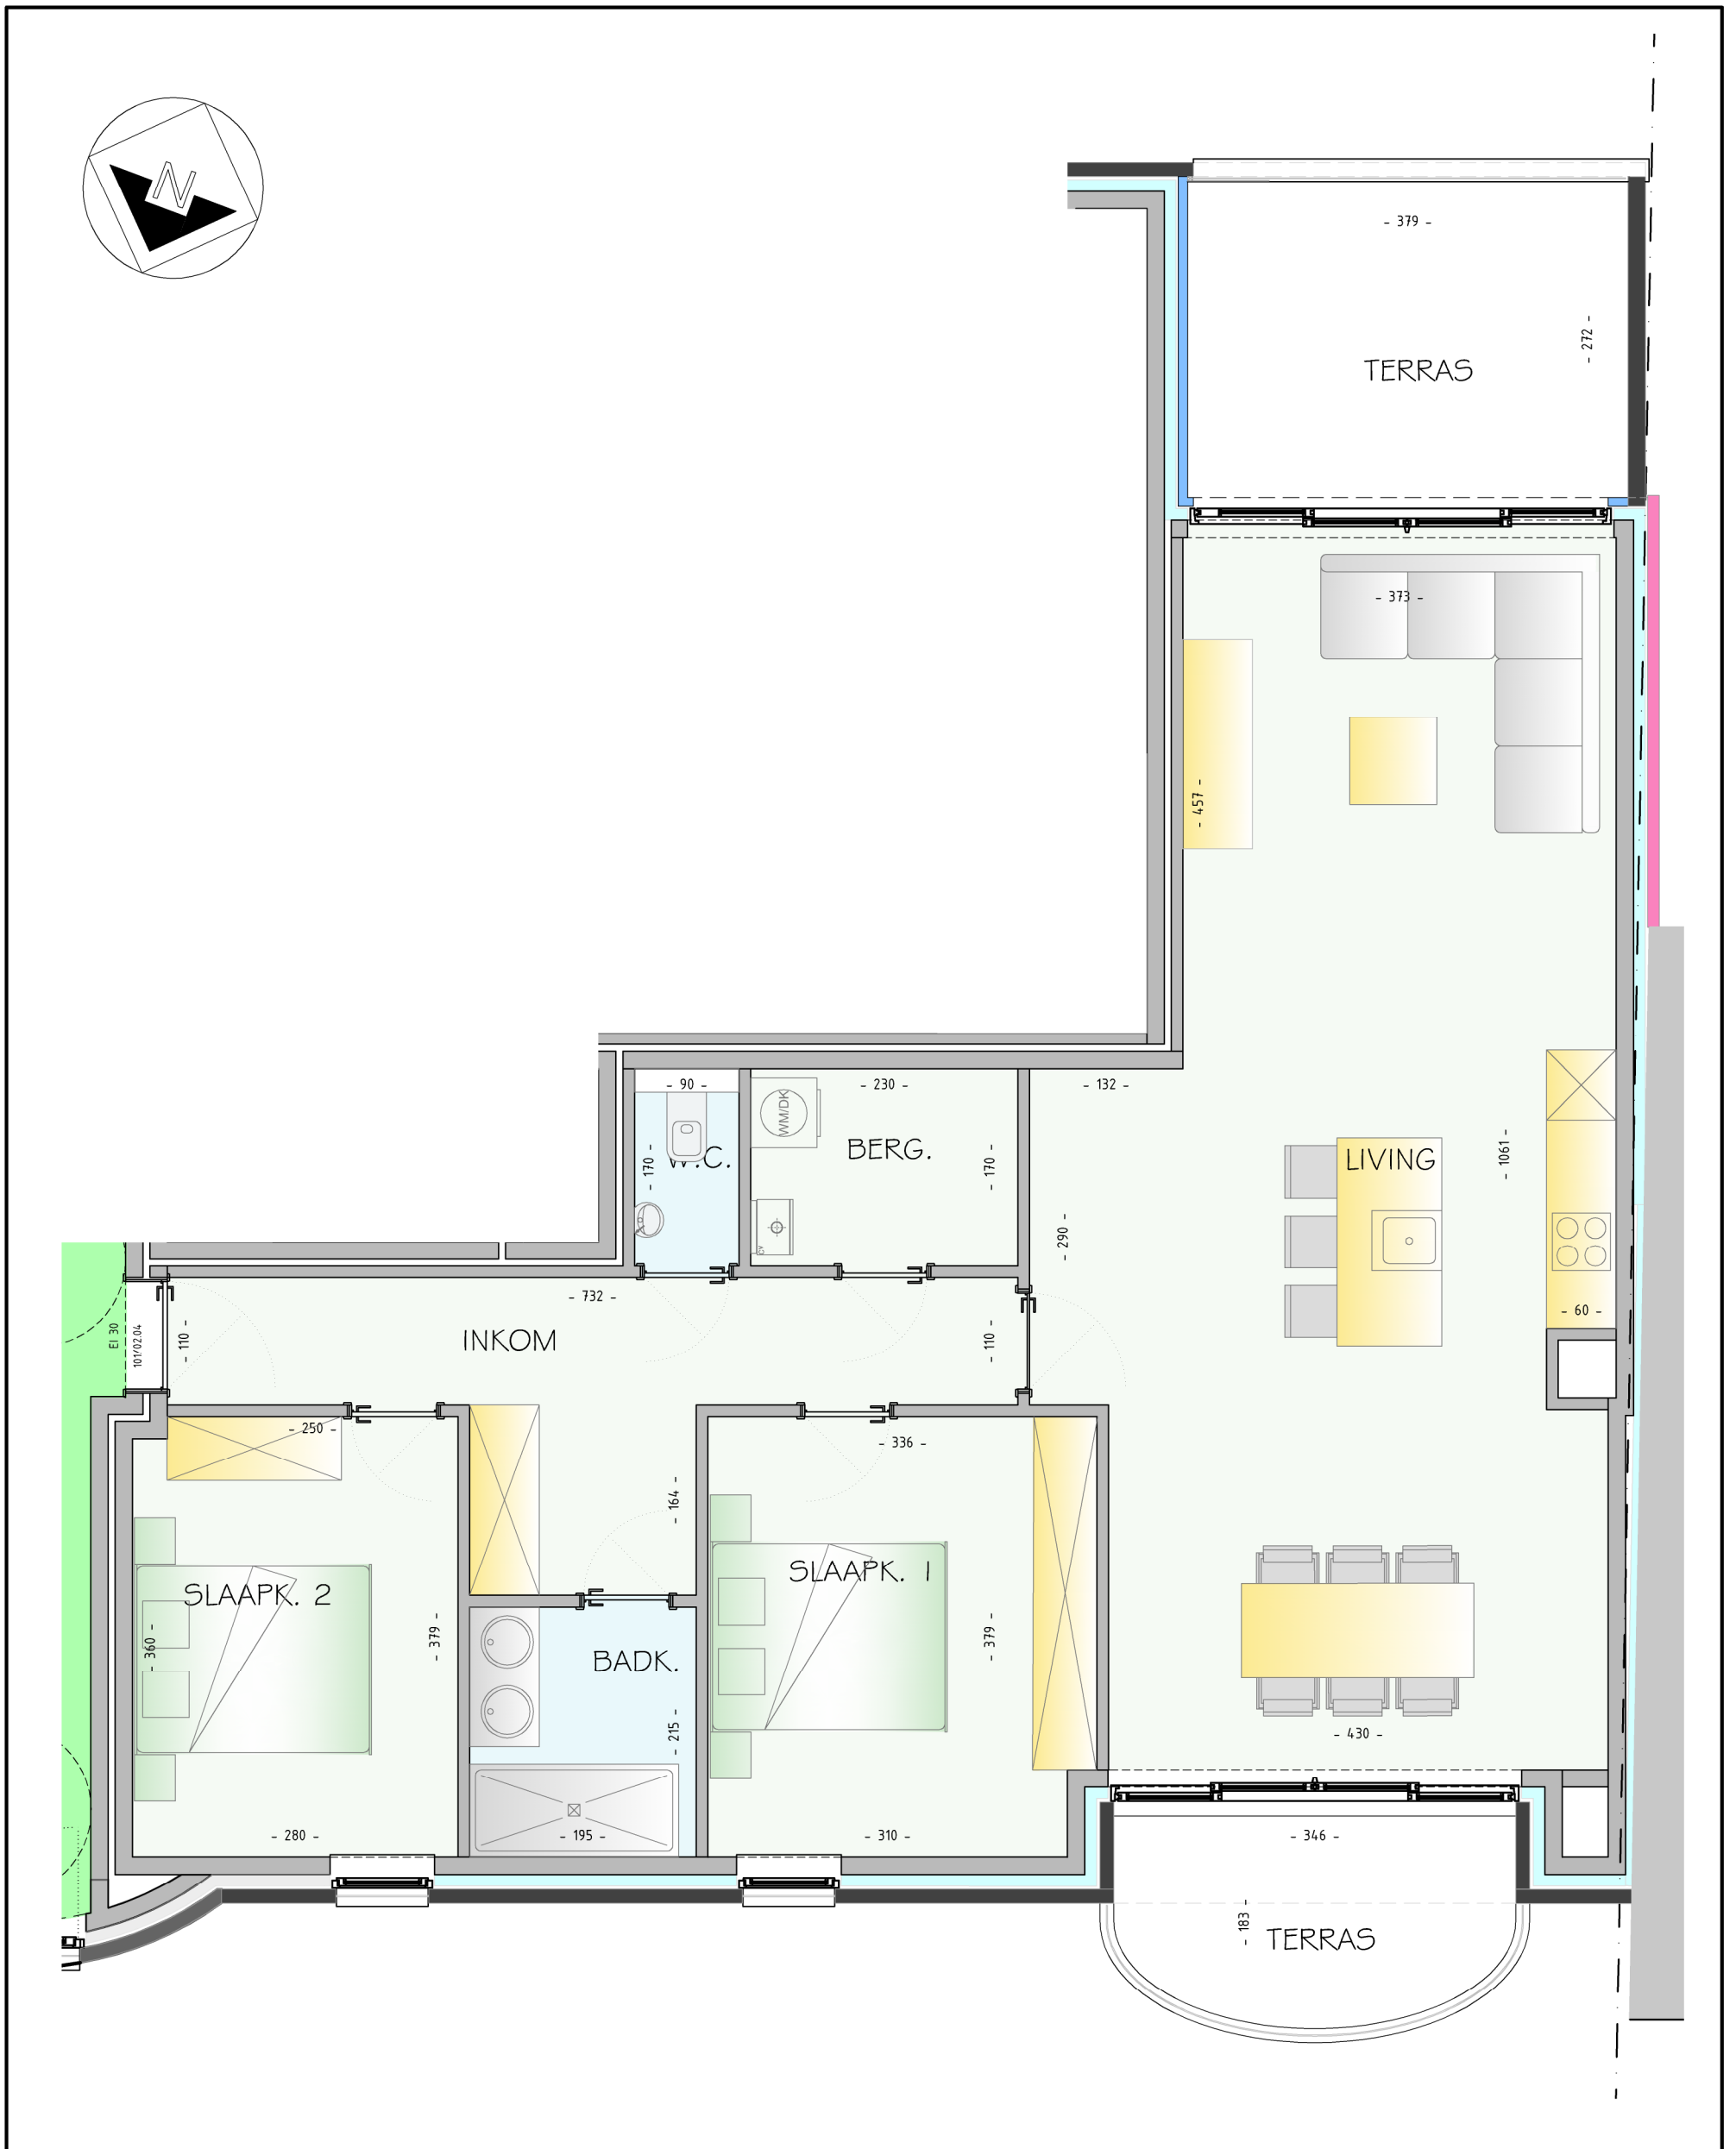 N
- 379 -
- 272 -
TERRAS
- 373 -
- 457 -
- 90 -
- 230 -
- 132 -
WM/DK
W.C.
- 170 -
BERG.
- 170 -
LIVING
- 1061 -
- 290 -
CV
- 732 -
- 60 -
EI 30
101/02.04
- 110 -
INKOM
- 110 -
- 250 -
- 336 -
- 164 -
SLAAPK. 1
SLAAPK. 2
- 360 -
- 379 -
BADK.
- 379 -
- 215 -
- 430 -
- 280 -
- 195 -
- 310 -
- 346 -
- 183 -
TERRAS